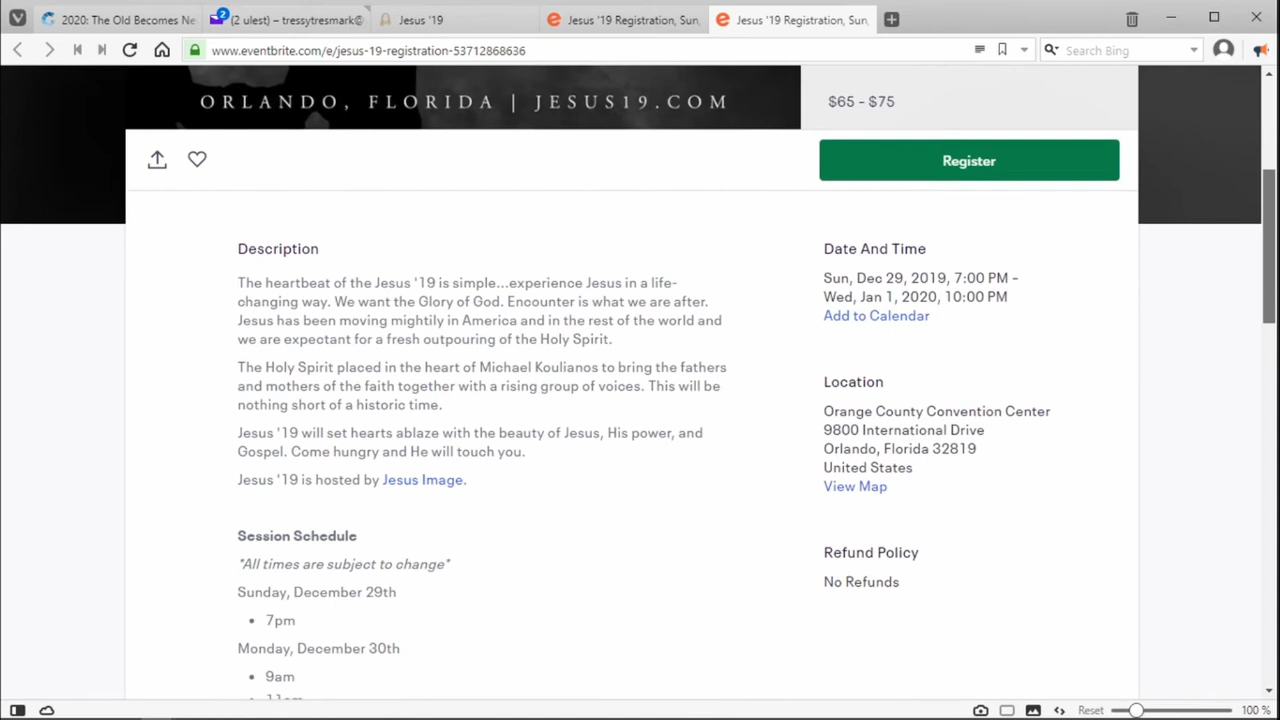 2020: The Old Becomes Ne
2
(2 ulest) – tressytresmark@
Jesus '19
Jesus '19 Registration, Sun,
Jesus '19 Registration, Sun,
www.eventbrite.com/e/jesus-19-registration-53712868636
Search Bing
ORLANDO, FLORIDA | JESUS19.COM
$65 – $75
Register
Description
The heartbeat of the Jesus '19 is simple...experience Jesus in a life-
changing way. We want the Glory of God. Encounter is what we are after.
Jesus has been moving mightily in America and in the rest of the world and
we are expectant for a fresh outpouring of the Holy Spirit.
The Holy Spirit placed in the heart of Michael Koulianos to bring the fathers
and mothers of the faith together with a rising group of voices. This will be
nothing short of a historic time.
Jesus '19 will set hearts ablaze with the beauty of Jesus, His power, and
Gospel. Come hungry and He will touch you.
Jesus '19 is hosted by Jesus Image.
Session Schedule
*All times are subject to change*
Sunday, December 29th
• 7pm
Monday, December 30th
• 9am
11am
Date And Time
Sun, Dec 29, 2019, 7:00 PM –
Wed, Jan 1, 2020, 10:00 PM
Add to Calendar
Location
Orange County Convention Center
9800 International Drive
Orlando, Florida 32819
United States
View Map
Refund Policy
No Refunds
Reset
100 %